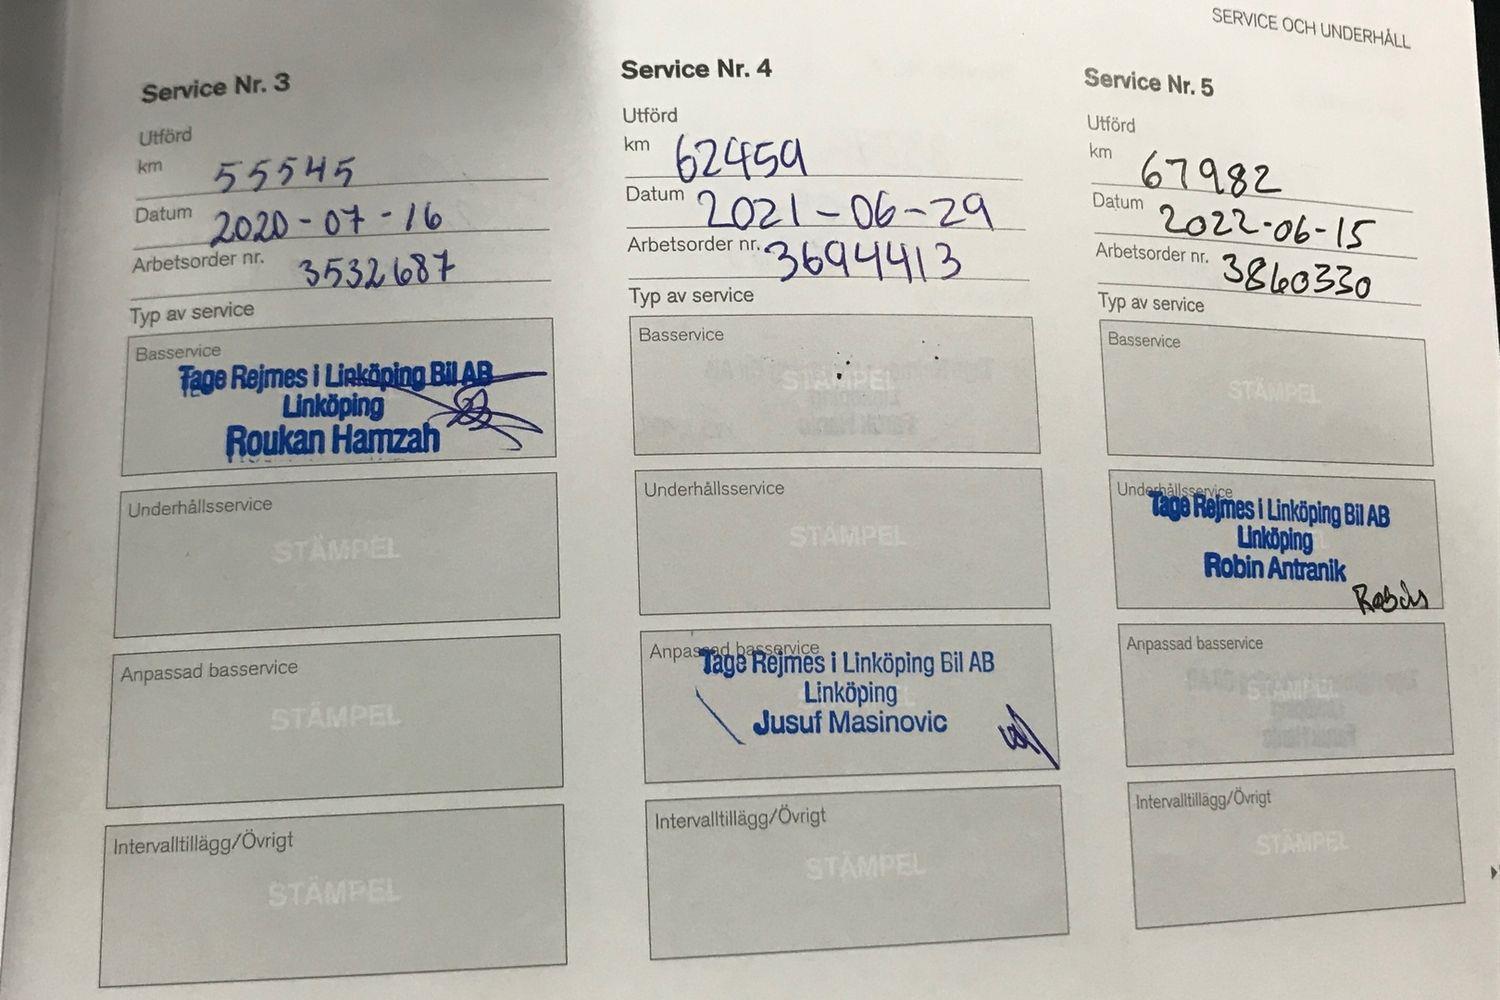 SERVICE OCH UNDERHÅLL
Service Nr. 3
Utförd
km 55545
Datum 2020-07-16
Arbetsorder nr. 3532687
Typ av service
Basservice
Tage Rejmes i Linköping Bil AB
Linköping
Roukan Hamzah
Underhållsservice
STÄMPEL
Anpassad basservice
STÄMPEL
Intervalltillägg/Övrigt
STÄMPEL
Service Nr. 4
Utförd
km 62459
Datum 2021-06-29
Arbetsorder nr. 3694413
Typ av service
Basservice
STÄMPEL
Underhållsservice
STÄMPEL
Anpassad basservice
Tage Rejmes i Linköping Bil AB
Linköping
Jusuf Masinovic
Intervalltillägg/Övrigt
STÄMPEL
Service Nr. 5
Utförd
km 67982
Datum 2022-06-15
Arbetsorder nr. 3860330
Typ av service
Basservice
STÄMPEL
Underhållsservice
Tage Rejmes i Linköping Bil AB
Linköping
Robin Antranik
Anpassad basservice
STÄMPEL
Intervalltillägg/Övrigt
STÄMPEL